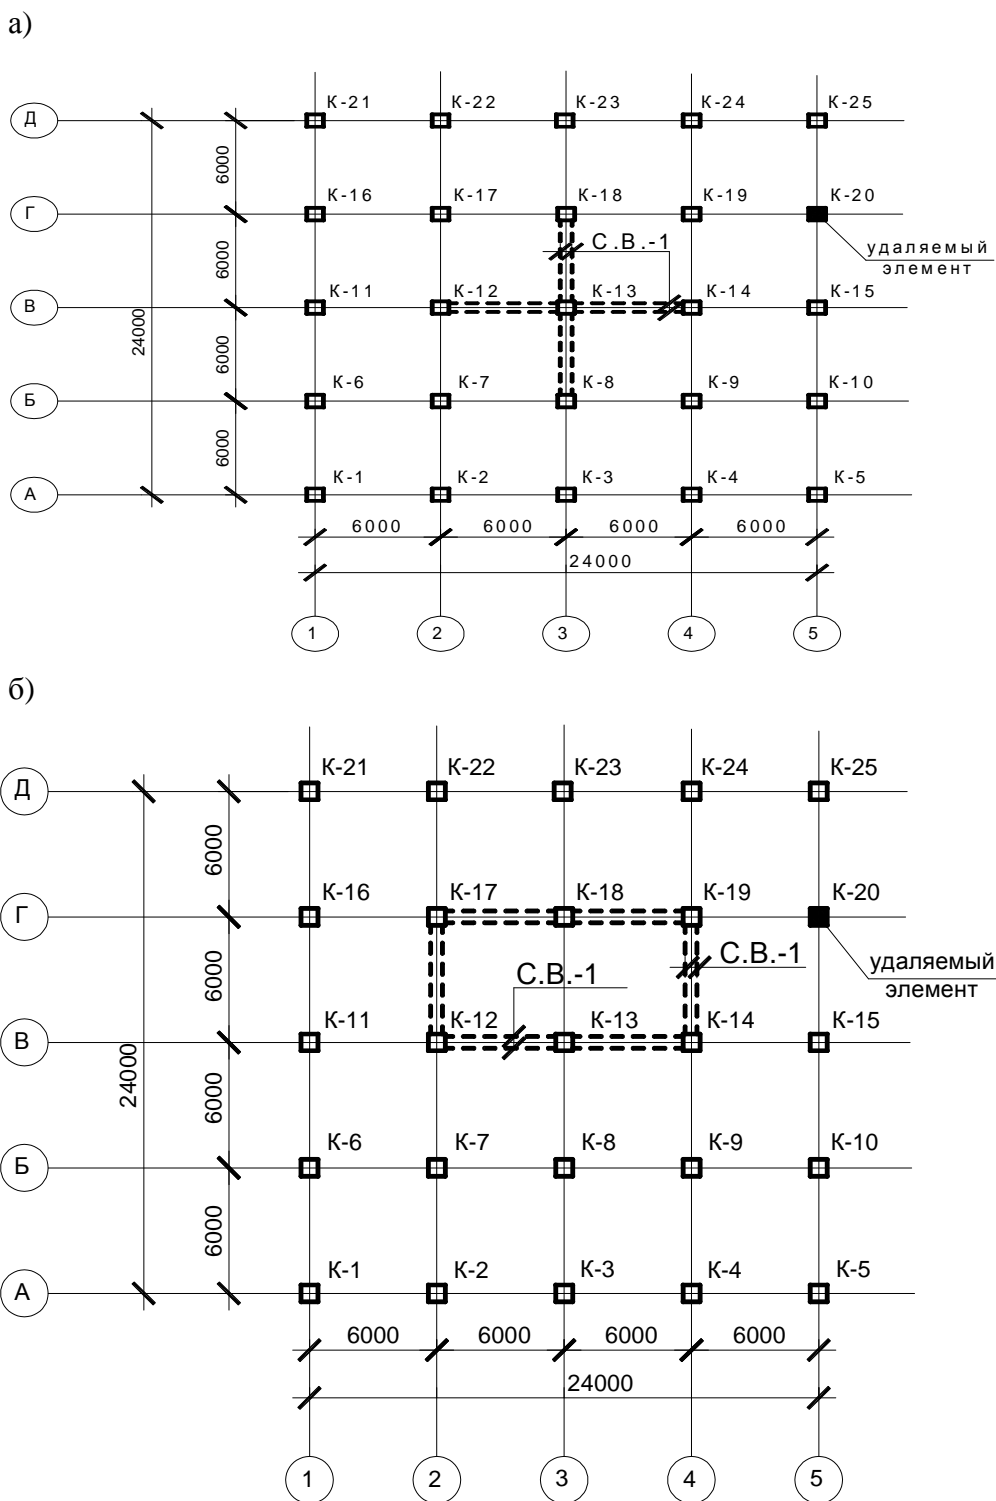 а)
К-21 К-22 К-23 К-24 К-25
Д
6000
К-16 К-17 К-18 К-19 К-20
Г
С.В.-1
удаляемый
элемент
6000
К-11 К-12 К-13 К-14 К-15
В
24000
6000
К-6 К-7 К-8 К-9 К-10
Б
6000
К-1 К-2 К-3 К-4 К-5
А
6000 6000 6000 6000
24000
1 2 3 4 5
б)
К-21 К-22 К-23 К-24 К-25
Д
6000
К-16 К-17 К-18 К-19 К-20
Г
С.В.-1 С.В.-1
удаляемый
элемент
6000
К-11 К-12 К-13 К-14 К-15
В
24000
6000
К-6 К-7 К-8 К-9 К-10
Б
6000
К-1 К-2 К-3 К-4 К-5
А
6000 6000 6000 6000
24000
1 2 3 4 5